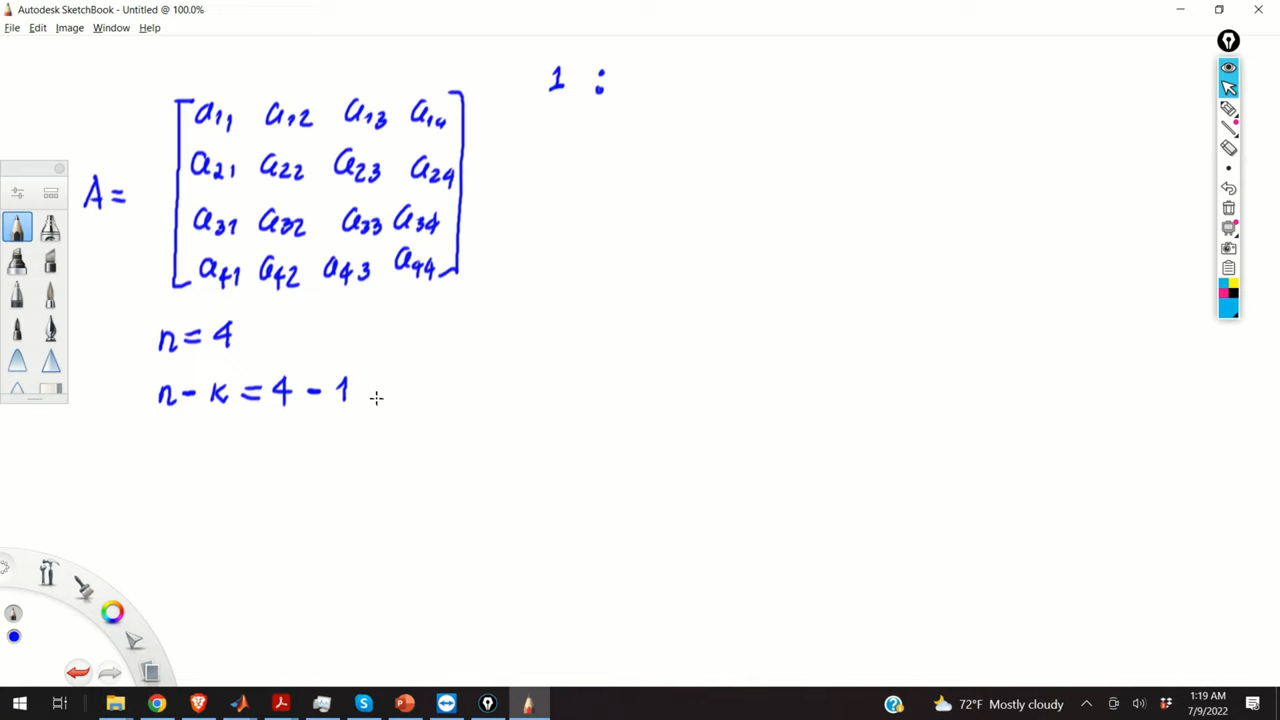 Autodesk SketchBook - Untitled @ 100.0%
File Edit Image Window Help
1 :
A =
a11 a12 a13 a14
a21 a22 a23 a24
a31 a32 a33 a34
a41 a42 a43 a44
n = 4
n - k = 4 - 1
72°F Mostly cloudy
1:19 AM
7/9/2022